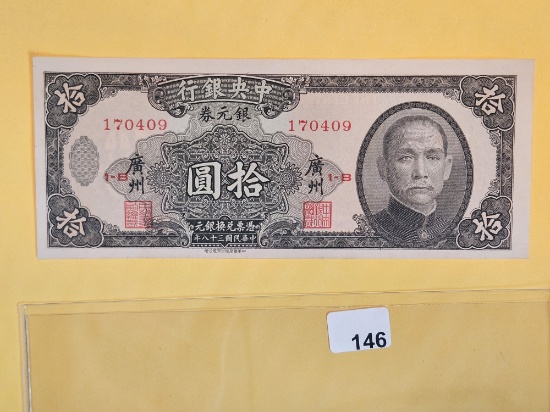 行銀央中
券元銀
170409 170409
拾 拾
廣州 圓拾 廣州
1-B 1-B
元銀換兌票憑
年八十三國民華中
拾 拾
146